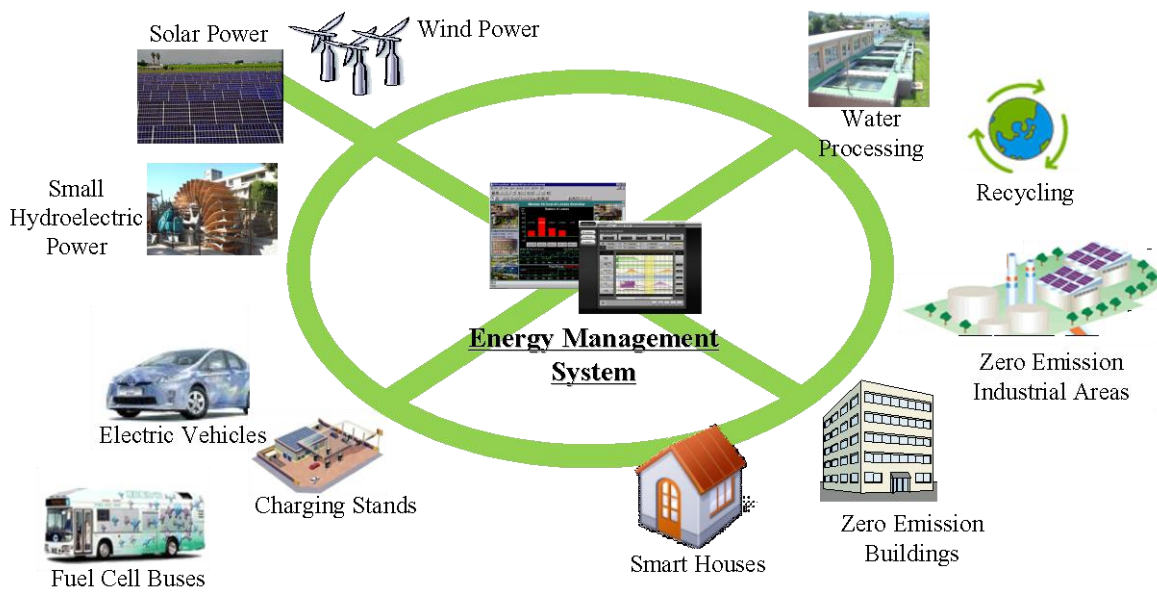 Solar Power
Wind Power
Water
Processing
Recycling
Small
Hydroelectric
Power
Energy Management
System
Zero Emission
Industrial Areas
Electric Vehicles
Charging Stands
Fuel Cell Buses
Smart Houses
Zero Emission
Buildings